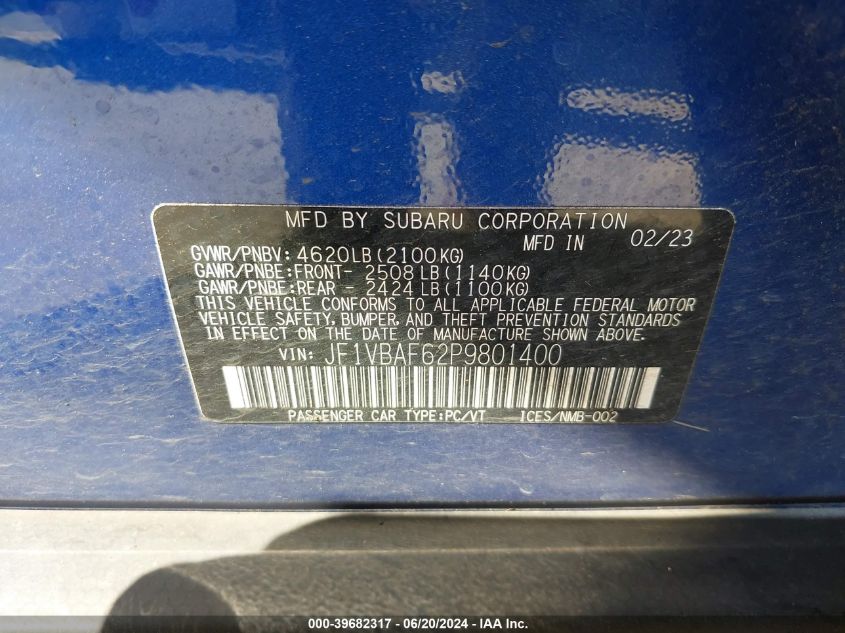 MFD BY SUBARU CORPORATION
MFD IN 02/23
GVWR/PNBV: 4620LB(2100KG)
GAWR/PNBE:FRONT- 2508LB(1140KG)
GAWR/PNBE:REAR - 2424LB(1100KG)
THIS VEHICLE CONFORMS TO ALL APPLICABLE FEDERAL MOTOR
VEHICLE SAFETY, BUMPER, AND THEFT PREVENTION STANDARDS
IN EFFECT ON THE DATE OF MANUFACTURE SHOWN ABOVE.
VIN: JF1VBAF62P9801400
PASSENGER CAR TYPE:PC/VT ICES/NMB-002
000-39682317 - 06/20/2024 - IAA Inc.